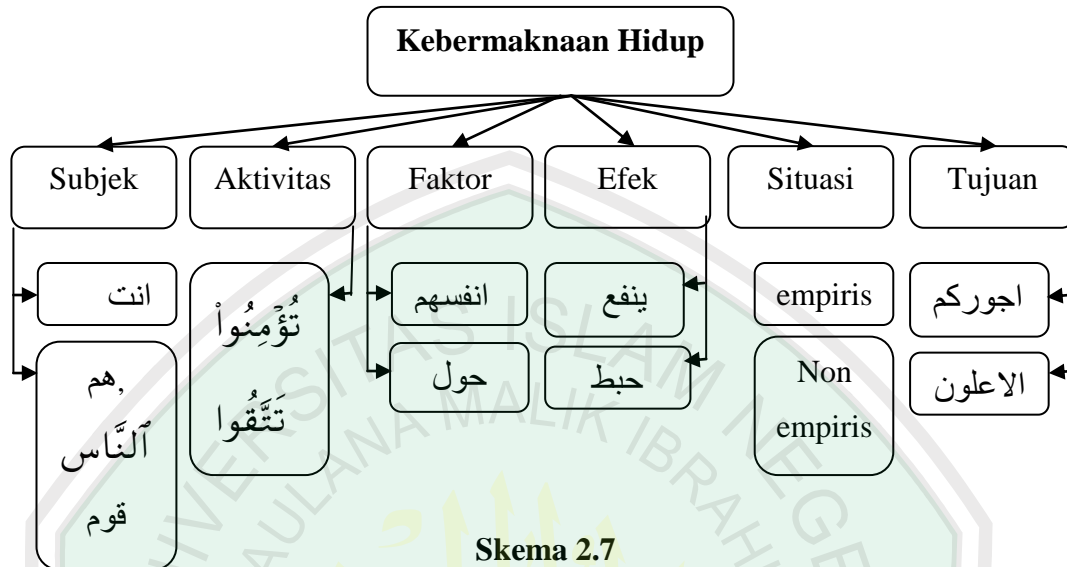 Kebermaknaan Hidup
Subjek
Aktivitas
Faktor
Efek
Situasi
Tujuan
انت
هم,
ٱلنَّاس
قوم
تُؤۡمِنُواْ
تَتَّقُوا
انفسهم
حول
ينفع
حبط
empiris
Non
empiris
اجوركم
الاعلون
Skema 2.7